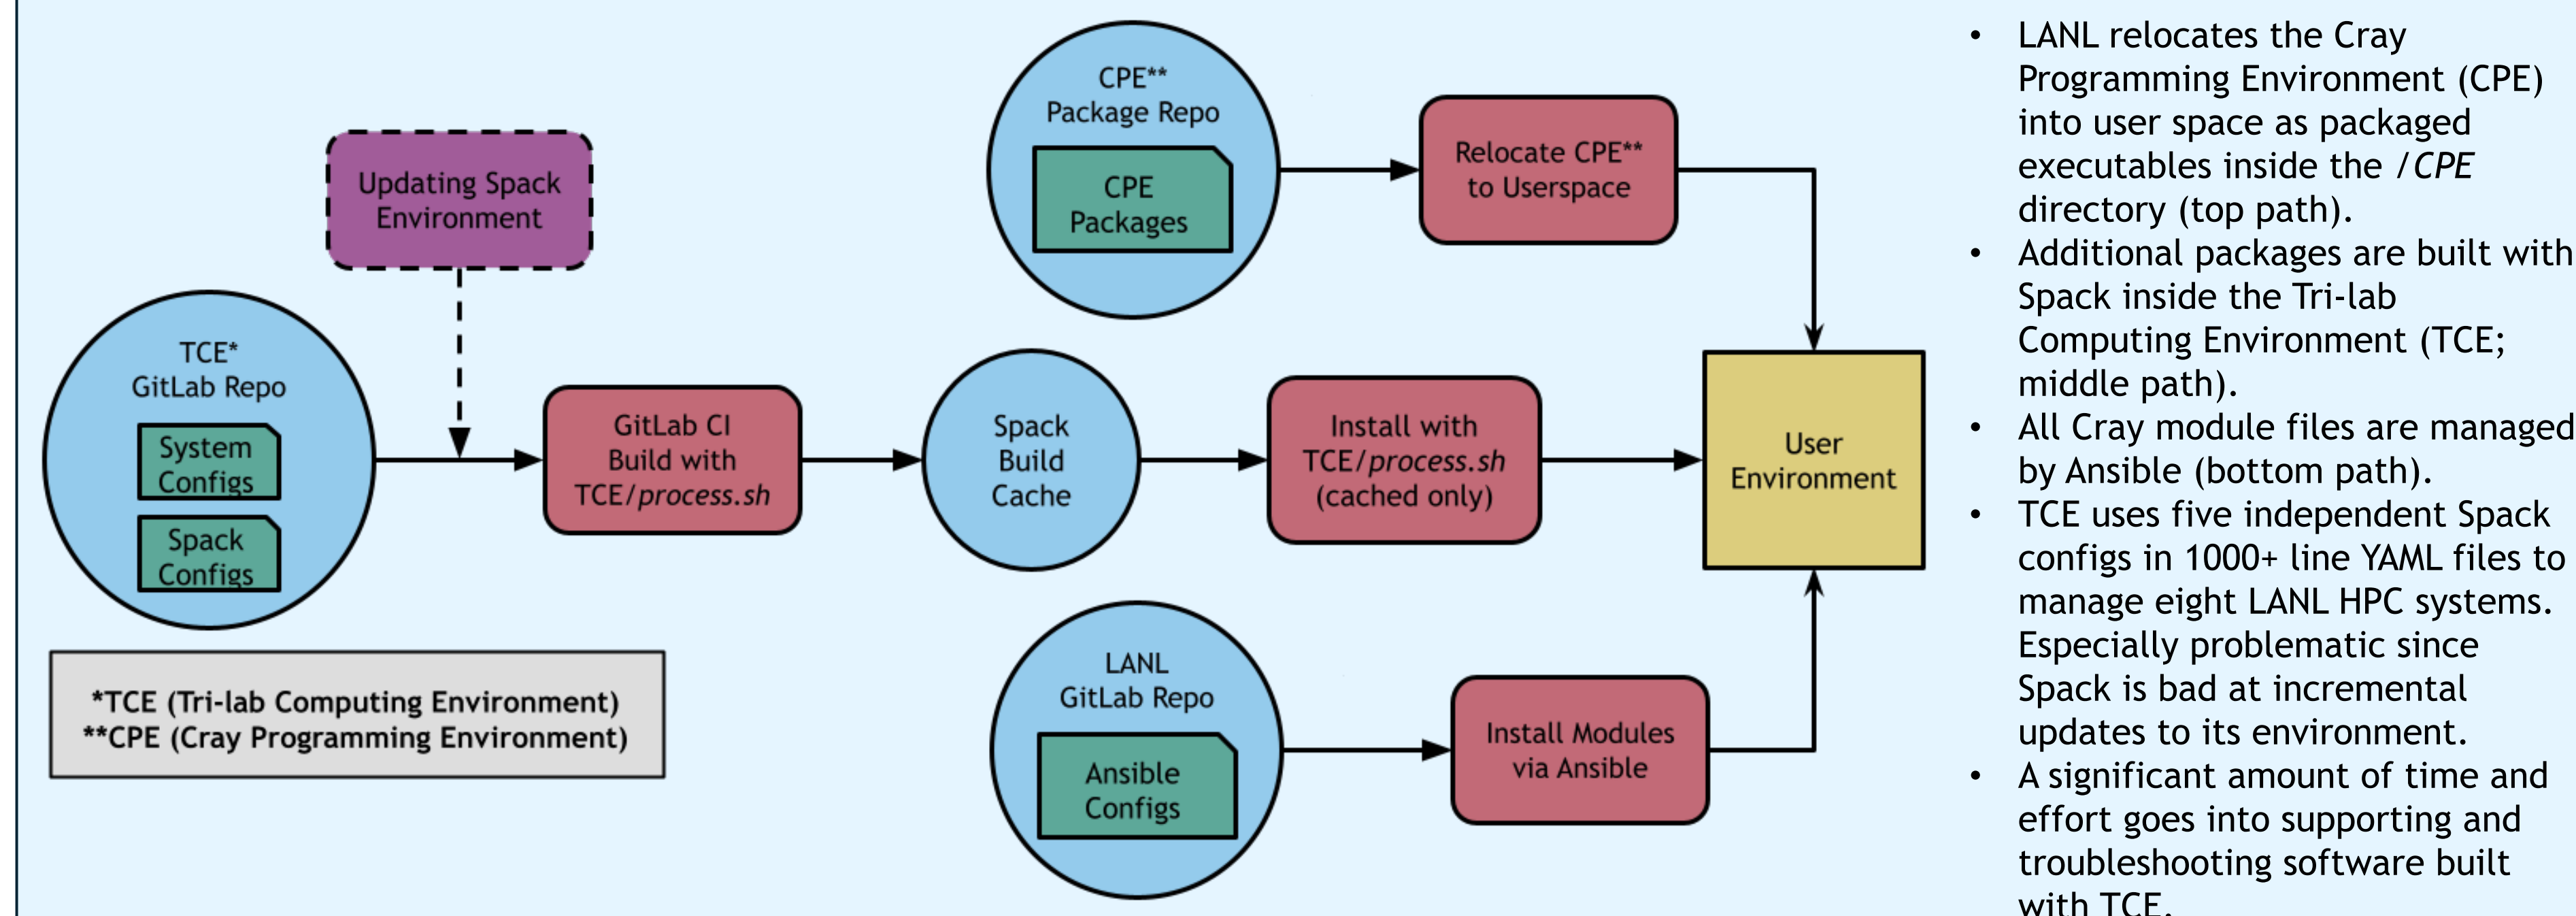 CPE**
Package Repo
CPE
Packages
Relocate CPE**
to Userspace
Updating Spack
Environment
TCE*
GitLab Repo
System
Configs
Spack
Configs
GitLab CI
Build with
TCE/process.sh
Spack
Build
Cache
Install with
TCE/process.sh
(cached only)
User
Environment
LANL
GitLab Repo
Ansible
Configs
Install Modules
via Ansible
*TCE (Tri-lab Computing Environment)
**CPE (Cray Programming Environment)
• LANL relocates the Cray
Programming Environment (CPE)
into user space as packaged
executables inside the /CPE
directory (top path).
• Additional packages are built with
Spack inside the Tri-lab
Computing Environment (TCE;
middle path).
• All Cray module files are managed
by Ansible (bottom path).
• TCE uses five independent Spack
configs in 1000+ line YAML files to
manage eight LANL HPC systems.
Especially problematic since
Spack is bad at incremental
updates to its environment.
• A significant amount of time and
effort goes into supporting and
troubleshooting software built
with TCE.